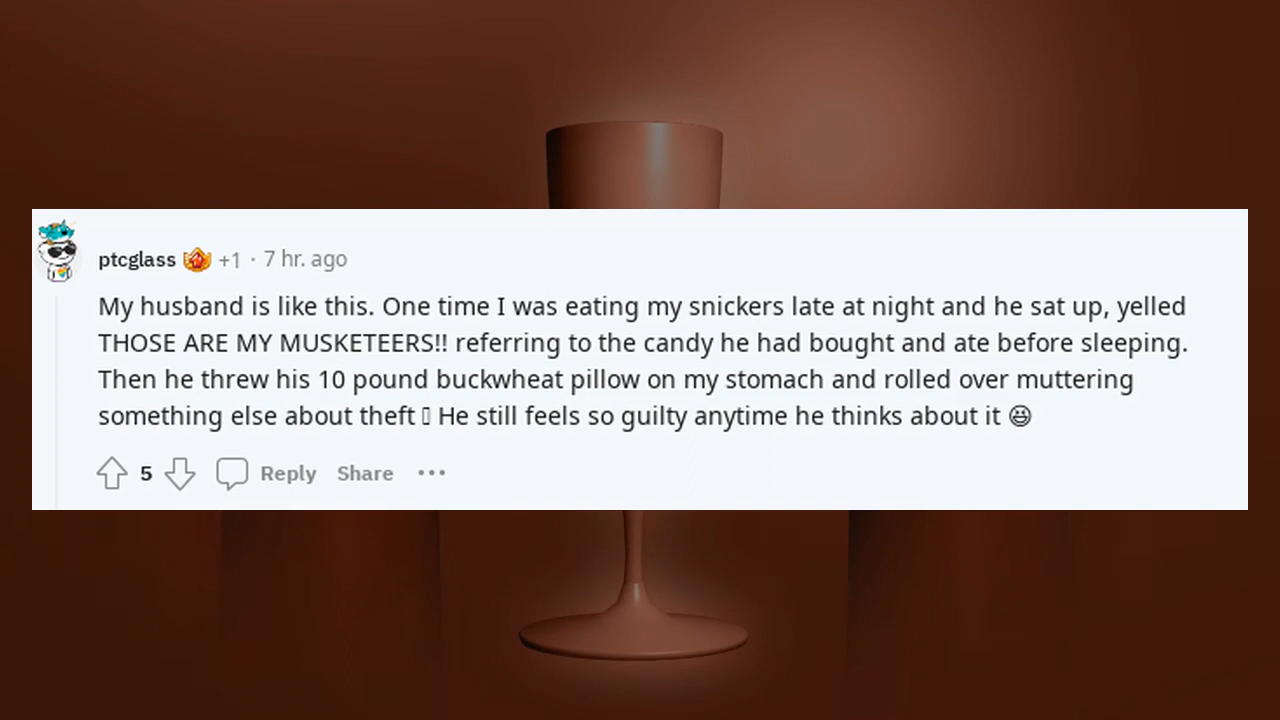 ptcglass +1 · 7 hr. ago
My husband is like this. One time I was eating my snickers late at night and he sat up, yelled
THOSE ARE MY MUSKETEERS!! referring to the candy he had bought and ate before sleeping.
Then he threw his 10 pound buckwheat pillow on my stomach and rolled over muttering
something else about theft ▯ He still feels so guilty anytime he thinks about it 😆
5 Reply Share ···